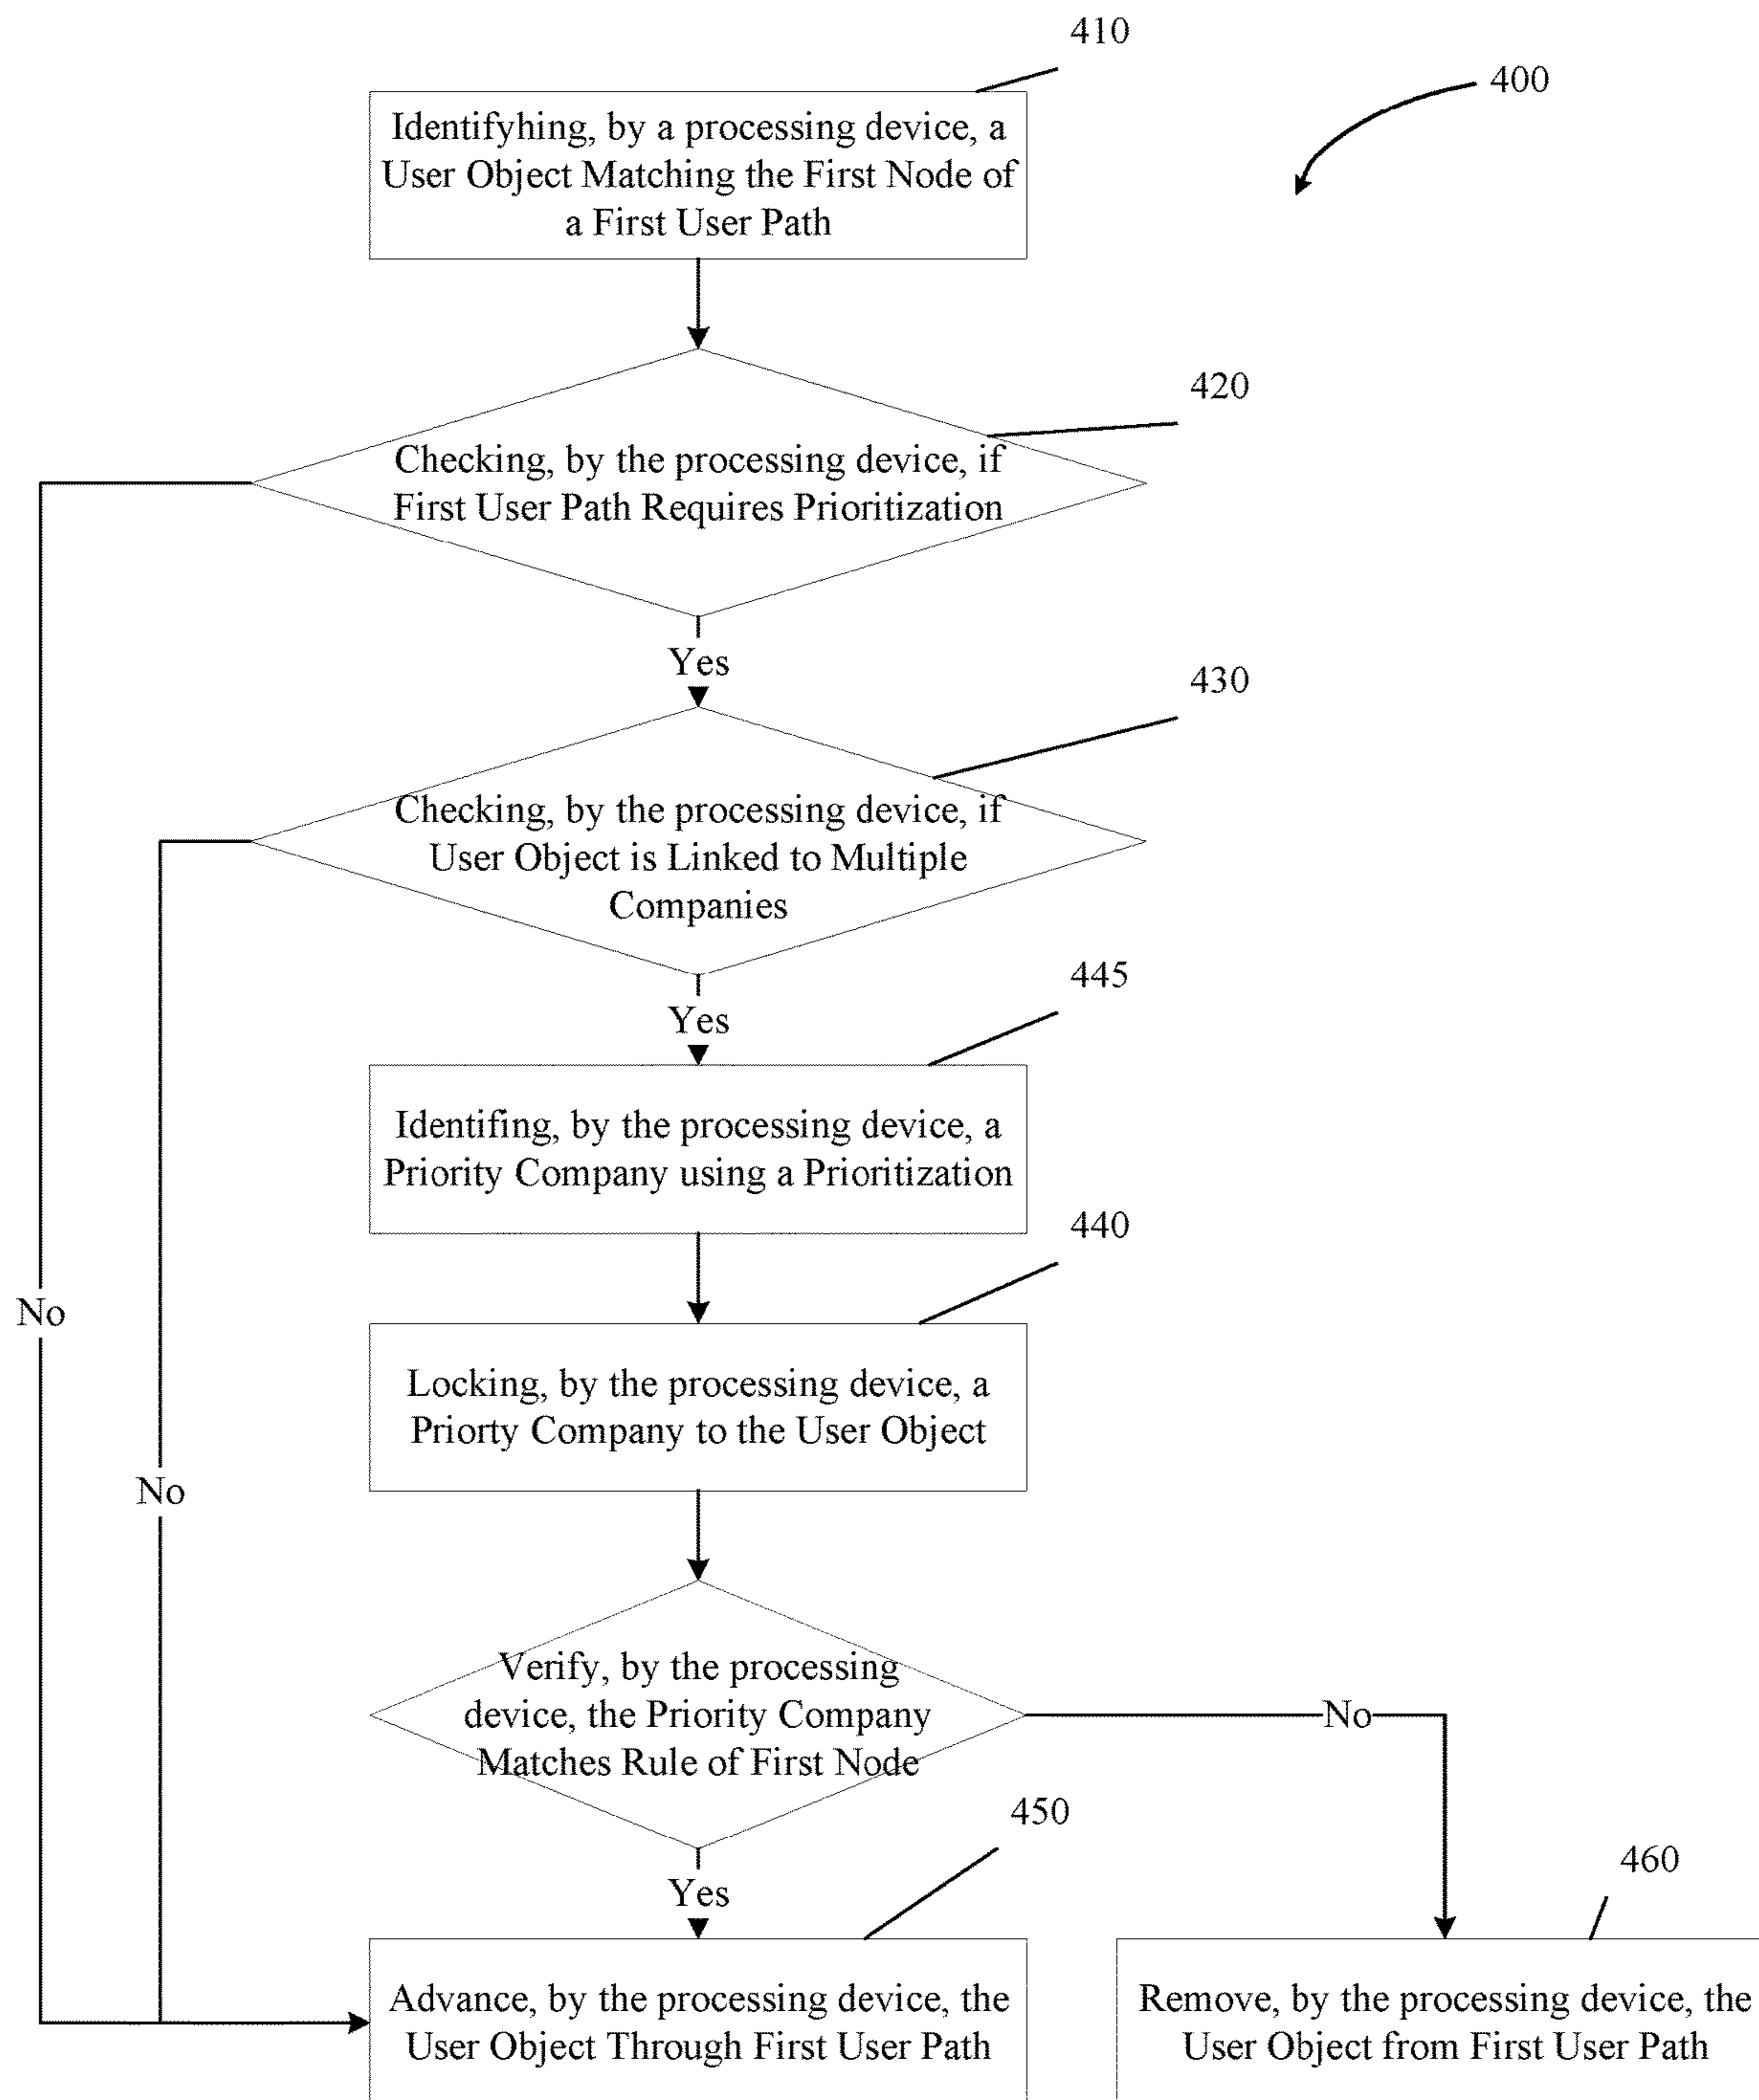 410
400
Identifyhing, by a processing device, a
User Object Matching the First Node of
a First User Path
420
Checking, by the processing device, if
First User Path Requires Prioritization
Yes
430
Checking, by the processing device, if
User Object is Linked to Multiple
Companies
445
Yes
Identifing, by the processing device, a
Priority Company using a Prioritization
440
No
Locking, by the processing device, a
Priorty Company to the User Object
No
Verify, by the processing
device, the Priority Company
Matches Rule of First Node
No
450
Yes
460
Advance, by the processing device, the
User Object Through First User Path
Remove, by the processing device, the
User Object from First User Path